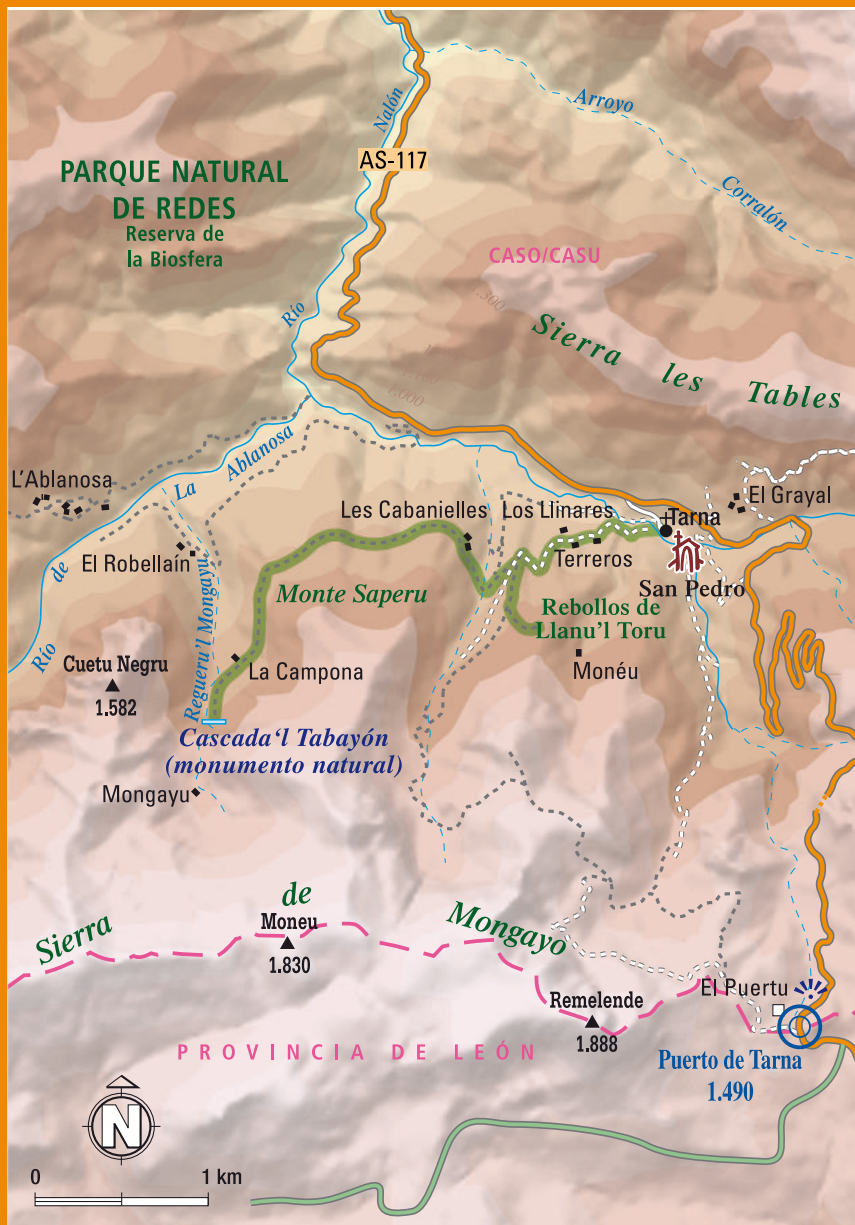 Nalón
Arroyo
AS-117
PARQUE NATURAL
DE REDES
Reserva de
la Biosfera
Corralón
CASO/CASU
1.300
Río
Sierra les Tables
1.000
La Ablanosa
L'Ablanosa
El Grayal
Les Cabanielles
Los Llinares
Tarna
El Robellaín
Terreros
de
Regueru'l Mongayu
Monte Saperu
San Pedro
Rebollos de
Llanu'l Toru
Río
Cuetu Negru
1.582
La Campona
Monéu
Cascada‘l Tabayón
(monumento natural)
Mongayu
Sierra de Mongayo
Moneu
1.830
El Puertu
Remelende
1.888
PROVINCIA DE LEÓN
Puerto de Tarna
1.490
N
0 1 km